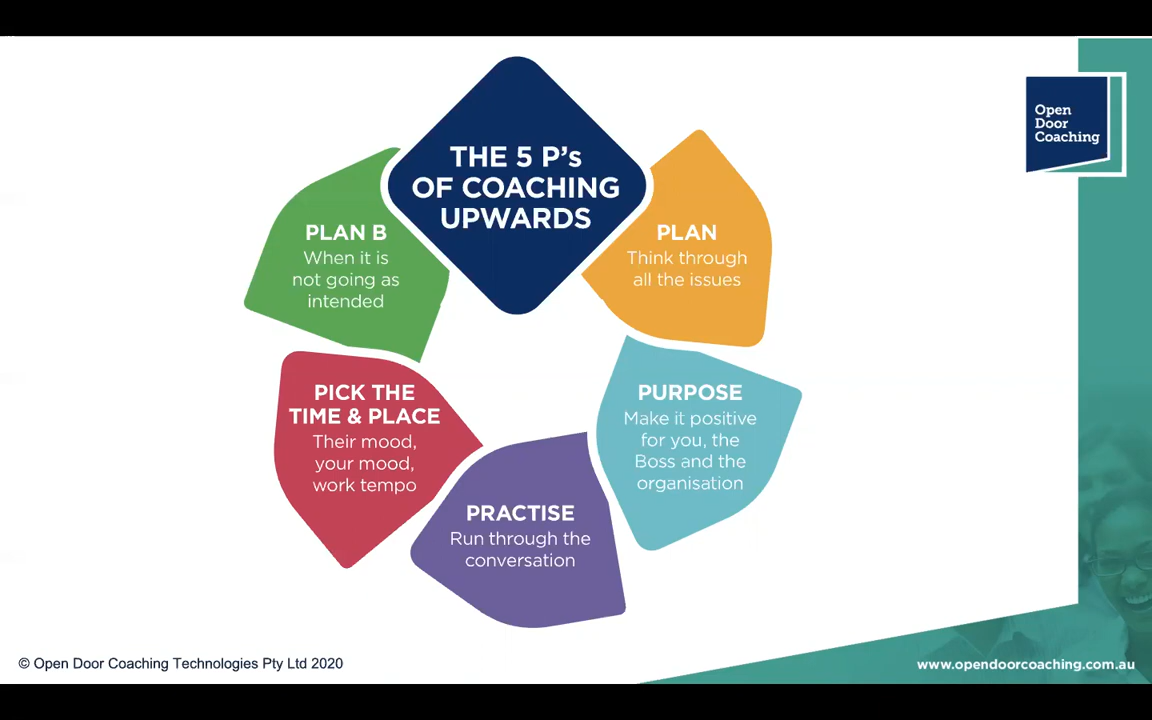 THE 5 P's
OF COACHING
UPWARDS
PLAN
Think through
all the issues
PURPOSE
Make it positive
for you, the
Boss and the
organisation
PRACTISE
Run through the
conversation
PICK THE
TIME & PLACE
Their mood,
your mood,
work tempo
PLAN B
When it is
not going as
intended
Open
Door
Coaching
© Open Door Coaching Technologies Pty Ltd 2020
www.opendoorcoaching.com.au